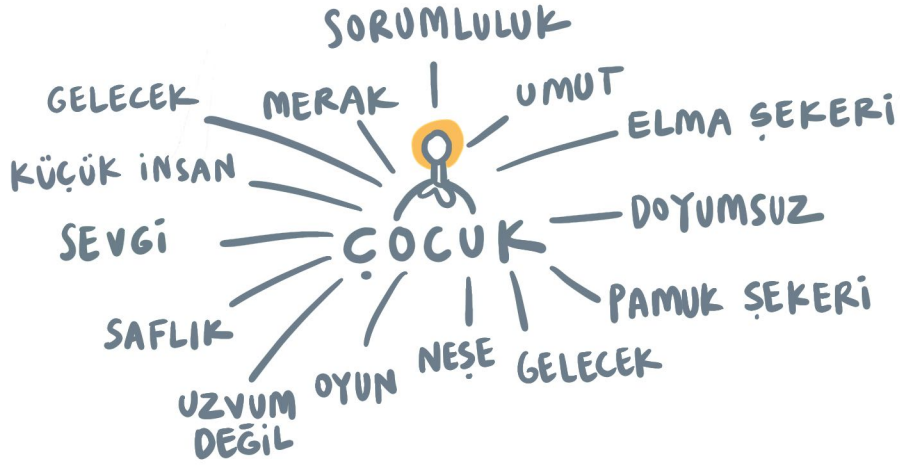 SORUMLULUK
GELECEK
MERAK
UMUT
ELMA ŞEKERİ
KÜÇÜK İNSAN
DOYUMSUZ
SEVGİ
ÇOCUK
PAMUK ŞEKERİ
SAFLIK
UZVUM
DEĞİL
OYUN
NEŞE
GELECEK